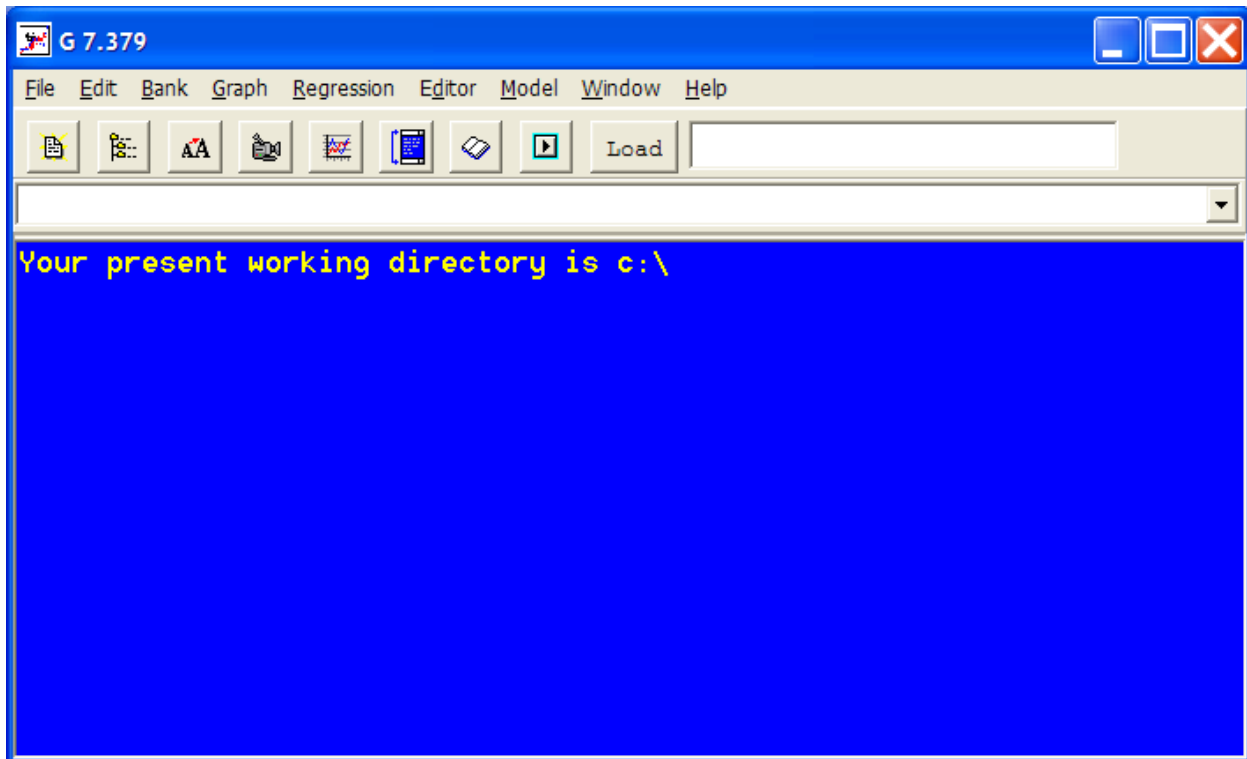 G 7.379
File Edit Bank Graph Regression Editor Model Window Help
AA Load
Your present working directory is c:\